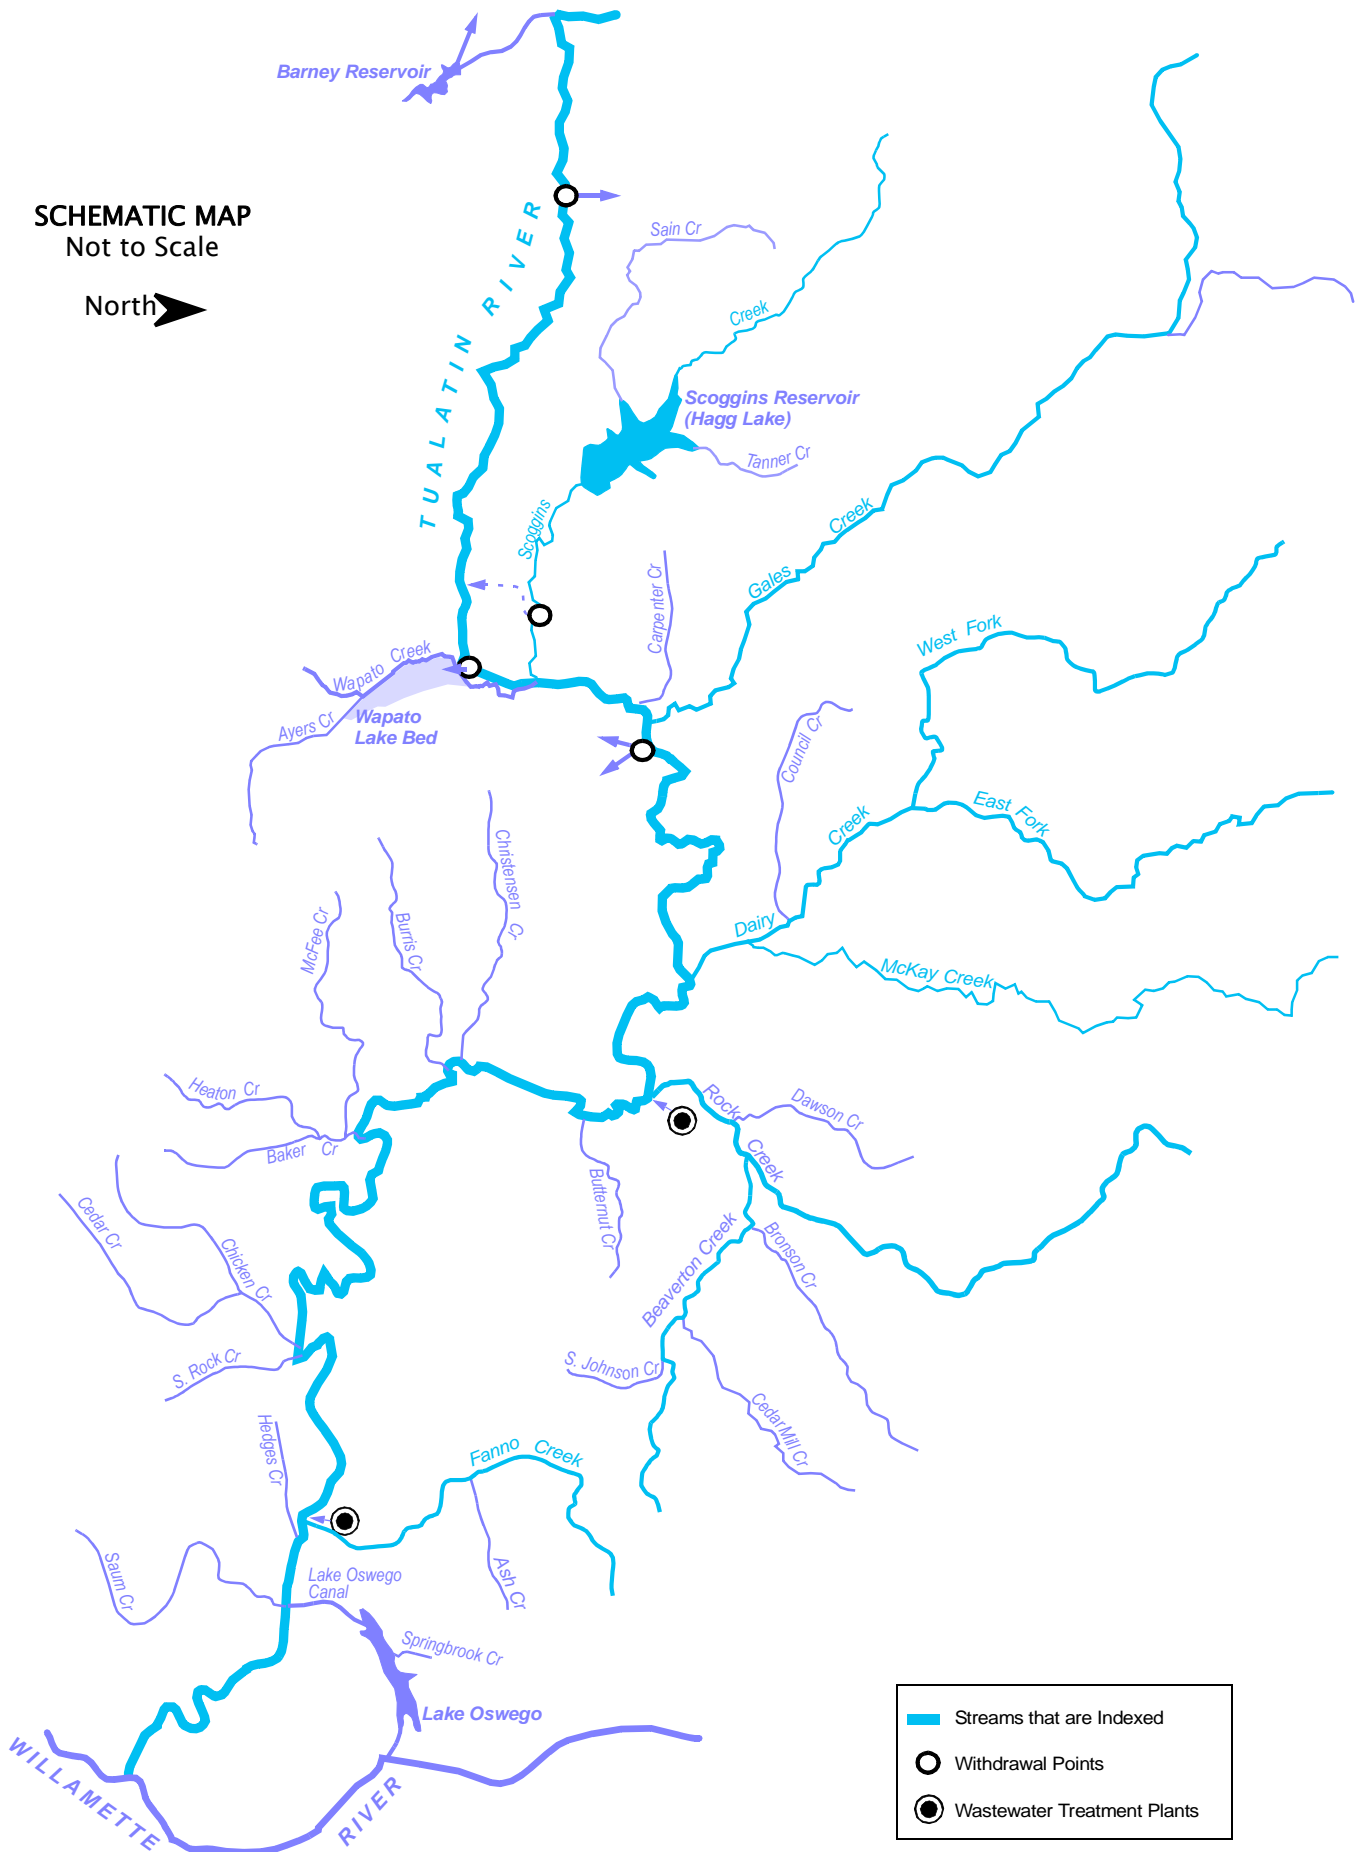 Barney Reservoir
SCHEMATIC MAP
Not to Scale
North
TUALATIN RIVER
Sain Cr
Creek
Scoggins Reservoir
(Hagg Lake)
Tanner Cr
Scoggins
Creek
Gales
Carpenter Cr
West Fork
Wapato Creek
Ayers Cr
Wapato
Lake Bed
Council Cr
East Fork
Creek
Dairy
McKay Creek
Christensen Cr
Burris Cr
McFee Cr
Heaton Cr
Baker Cr
Rock
Creek
Dawson Cr
Butternut Cr
Beaverton Creek
Bronson Cr
Cedar Cr
Chicken Cr
S. Rock Cr
S. Johnson Cr
Cedar Mill Cr
Hedges Cr
Fanno Creek
Ash Cr
Saum Cr
Lake Oswego
Canal
Springbrook Cr
Lake Oswego
WILLAMETTE
RIVER
Streams that are Indexed
Withdrawal Points
Wastewater Treatment Plants